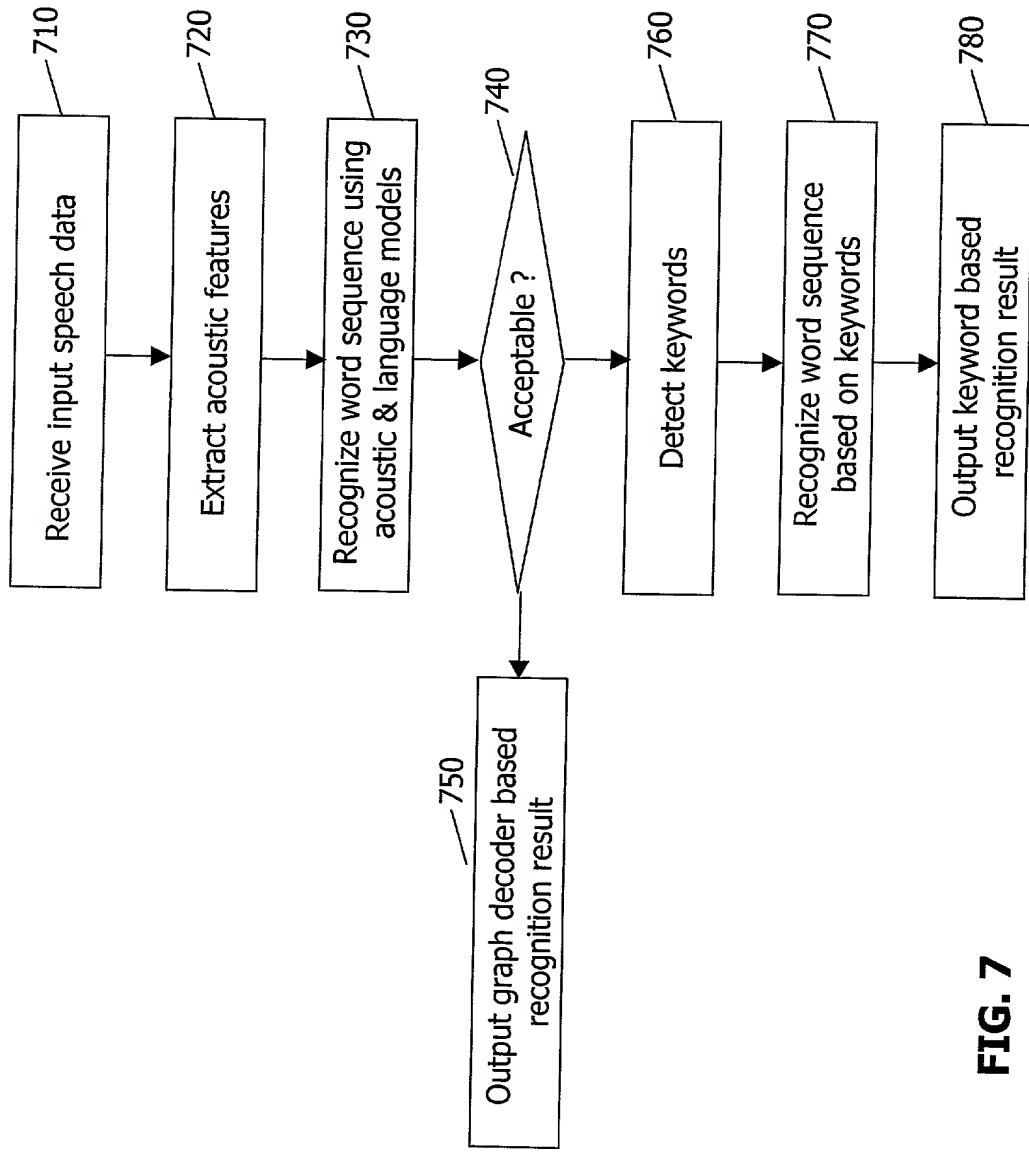 710
Receive input speech data
720
Extract acoustic features
730
Recognize word sequence using
acoustic & language models
740
Acceptable ?
750
Output graph decoder based
recognition result
760
Detect keywords
770
Recognize word sequence
based on keywords
780
Output keyword based
recognition result
FIG. 7